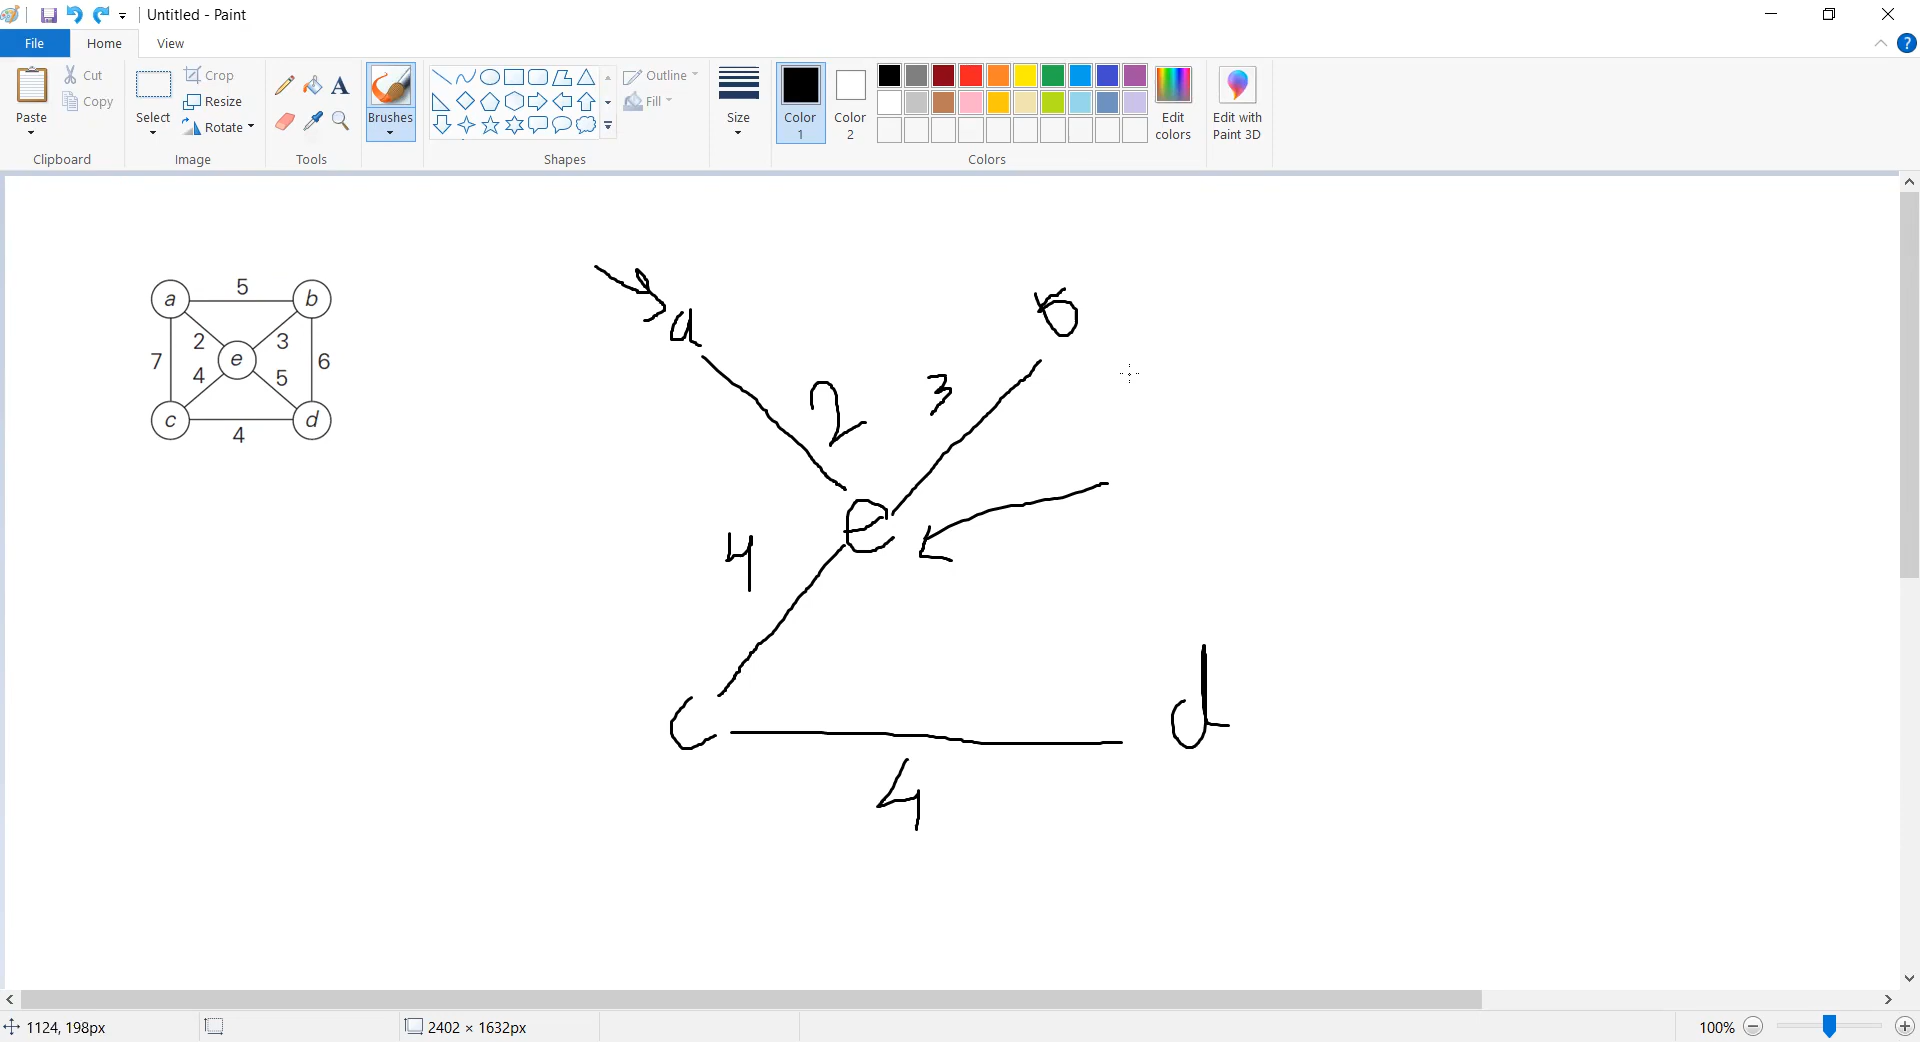 Untitled - Paint
File
Home
View
Paste
Cut
Copy
Clipboard
Select
Crop
Resize
Rotate
Image
A
Tools
Brushes
Outline
Fill
Shapes
Size
Color 1
Color 2
Edit colors
Edit with Paint 3D
Colors
?
a 5 b
2 3
7 e 6
4 5
c d
4
a b
2 3
e
4
c d
4
1124, 198px
2402 × 1632px
100%